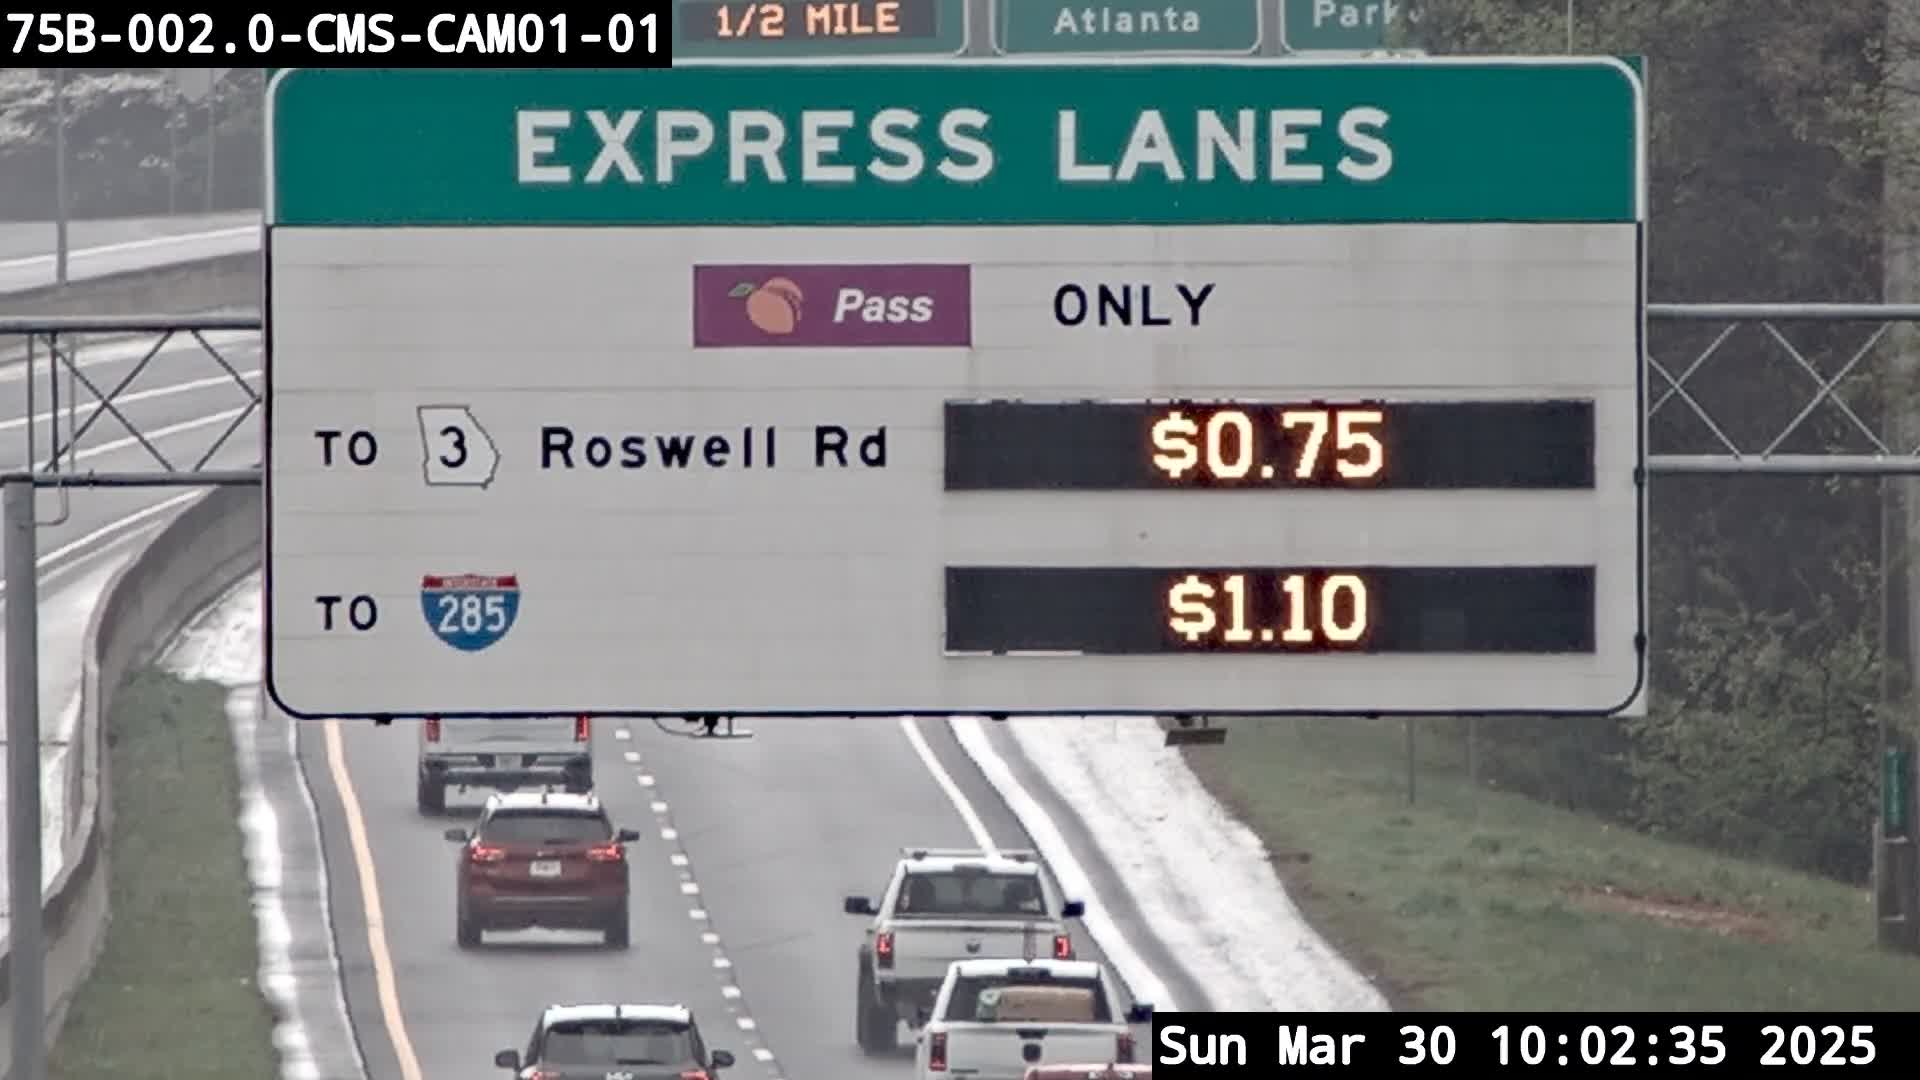 75B-002.0-CMS-CAM01-01
1/2 MILE
Atlanta
EXPRESS LANES
Pass ONLY
TO 3 Roswell Rd $0.75
INTERSTATE
TO 285 $1.10
Sun Mar 30 10:02:35 2025